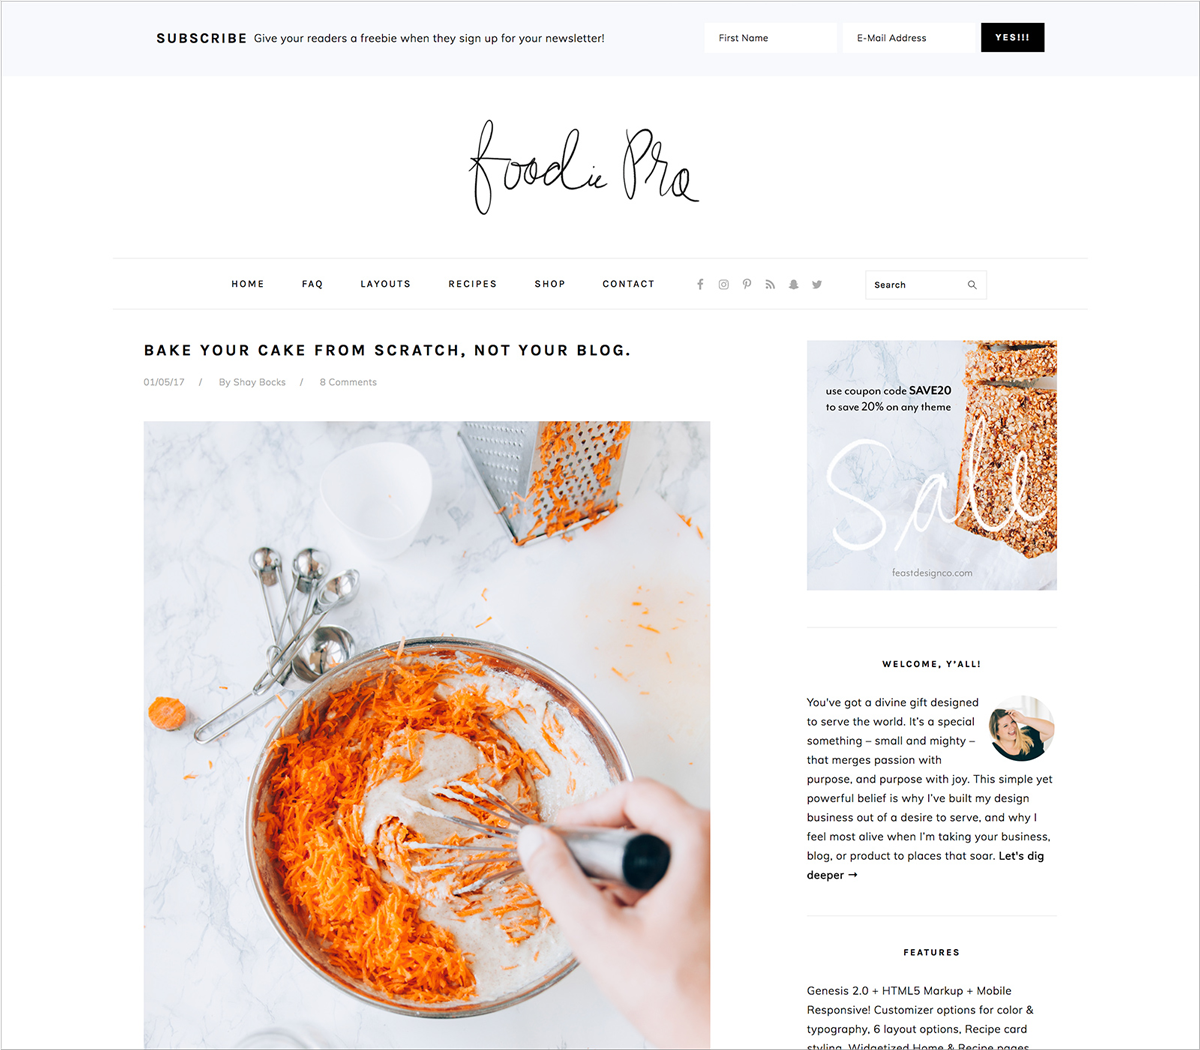 SUBSCRIBE Give your readers a freebie when they sign up for your newsletter!
First Name
E-Mail Address
YES!!!
foodie Pro
HOME
FAQ
LAYOUTS
RECIPES
SHOP
CONTACT
Search
BAKE YOUR CAKE FROM SCRATCH, NOT YOUR BLOG.
01/05/17 / By Shay Bocks / 8 Comments
use coupon code SAVE20
to save 20% on any theme
Sale
feastdesignco.com
WELCOME, Y'ALL!
You've got a divine gift designed
to serve the world. It's a special
something – small and mighty –
that merges passion with
purpose, and purpose with joy. This simple yet
powerful belief is why I've built my design
business out of a desire to serve, and why I
feel most alive when I'm taking your business,
blog, or product to places that soar. Let's dig
deeper →
FEATURES
Genesis 2.0 + HTML5 Markup + Mobile
Responsive! Customizer options for color &
typography, 6 layout options, Recipe card
styling, Widgetized Home & Recipe pages